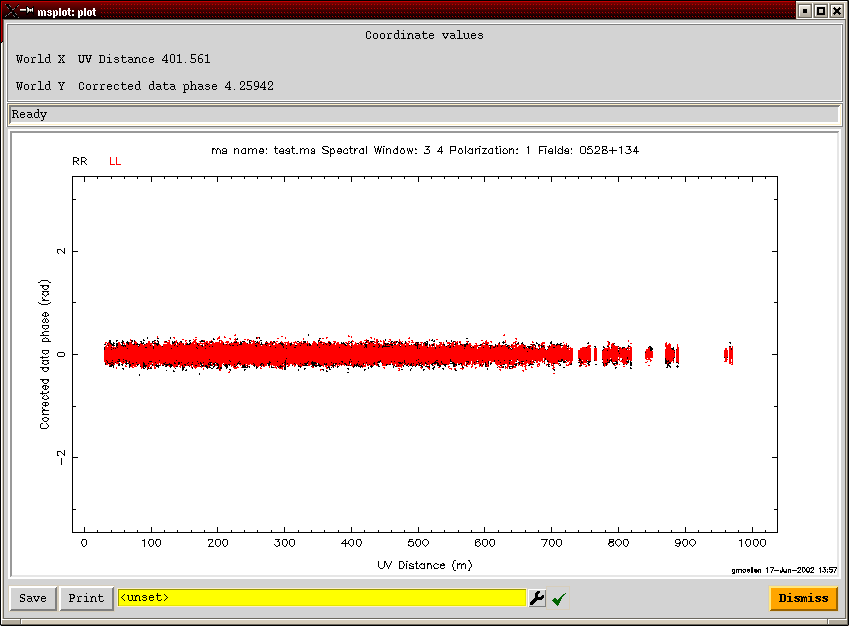 msplot: plot
Coordinate values
World X UV Distance 401.561
World Y Corrected data phase 4.25942
Ready
ms name: test.ms Spectral Window: 3 4 Polarization: 1 Fields: 0528+134
RR LL
2
0
-2
Corrected data phase (rad)
0 100 200 300 400 500 600 700 800 900 1000
UV Distance (m)
gmoellen 17-Jun-2002 13:57
Save Print <unset> Dismiss